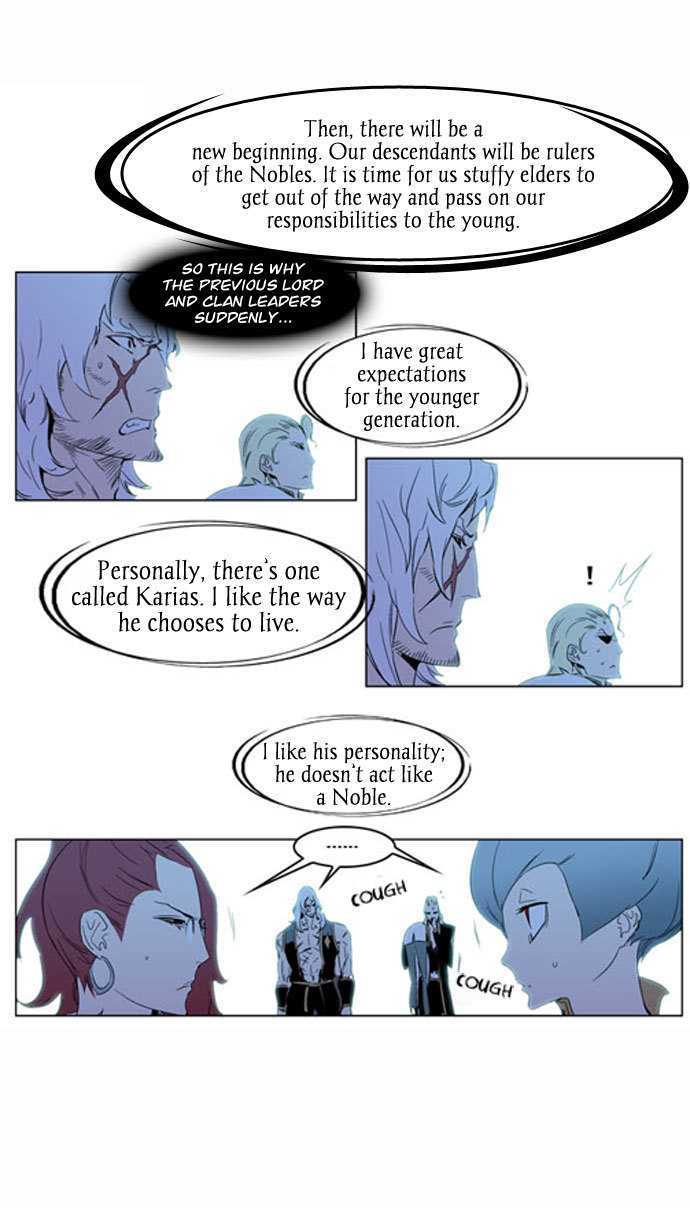 Then, there will be a
new beginning. Our descendants will be rulers
of the Nobles. It is time for us stuffy elders to
get out of the way and pass on our
responsibilities to the young.
SO THIS IS WHY
THE PREVIOUS LORD
AND CLAN LEADERS
SUDDENLY...
I have great
expectations
for the younger
generation.
!
Personally, there's one
called Karias. I like the way
he chooses to live.
I like his personality;
he doesn't act like
a Noble.
......
COUGH
COUGH